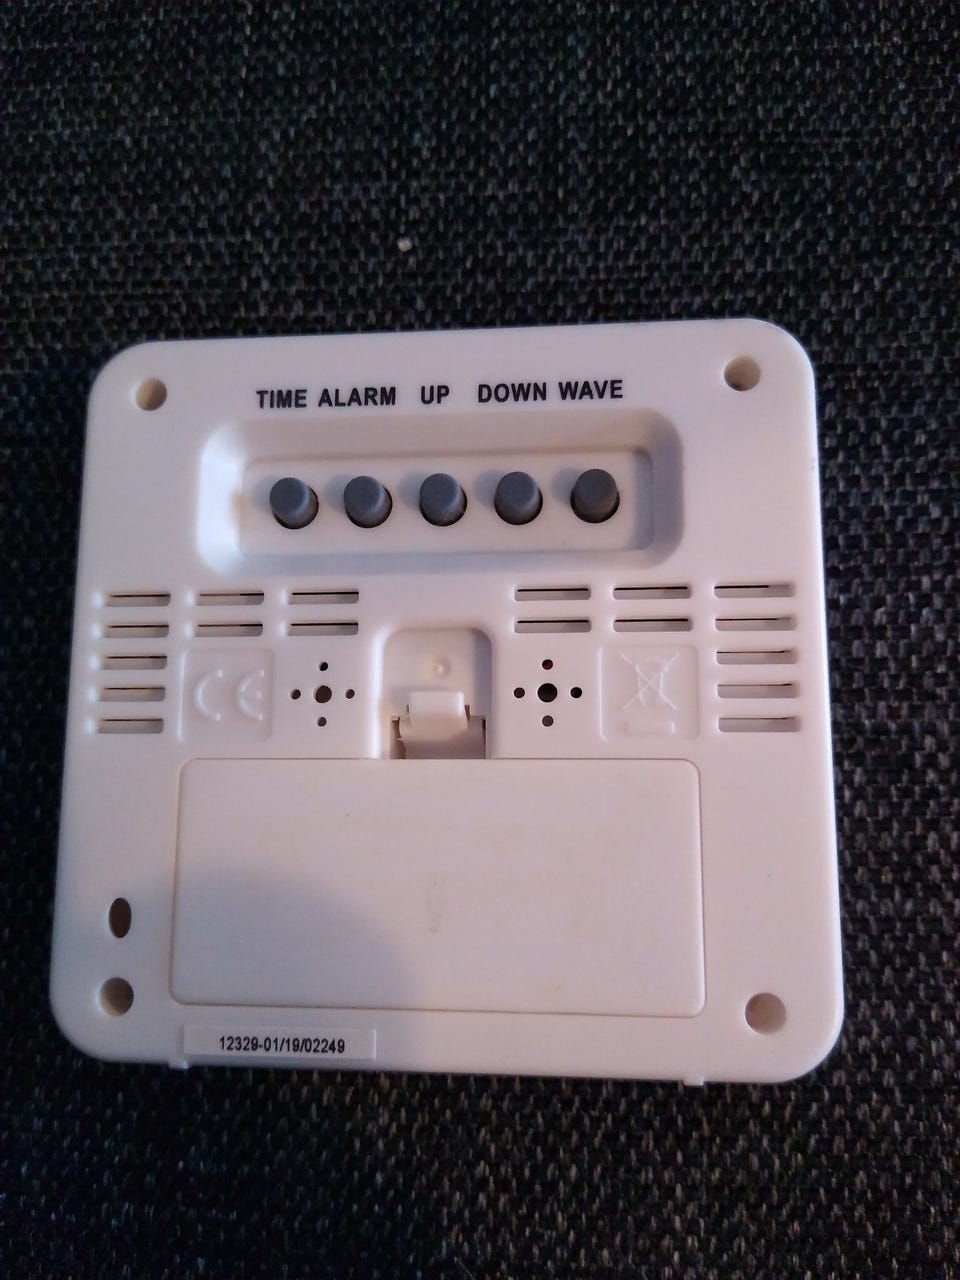 TIME ALARM UP DOWN WAVE
CE
12329-01/19/02249